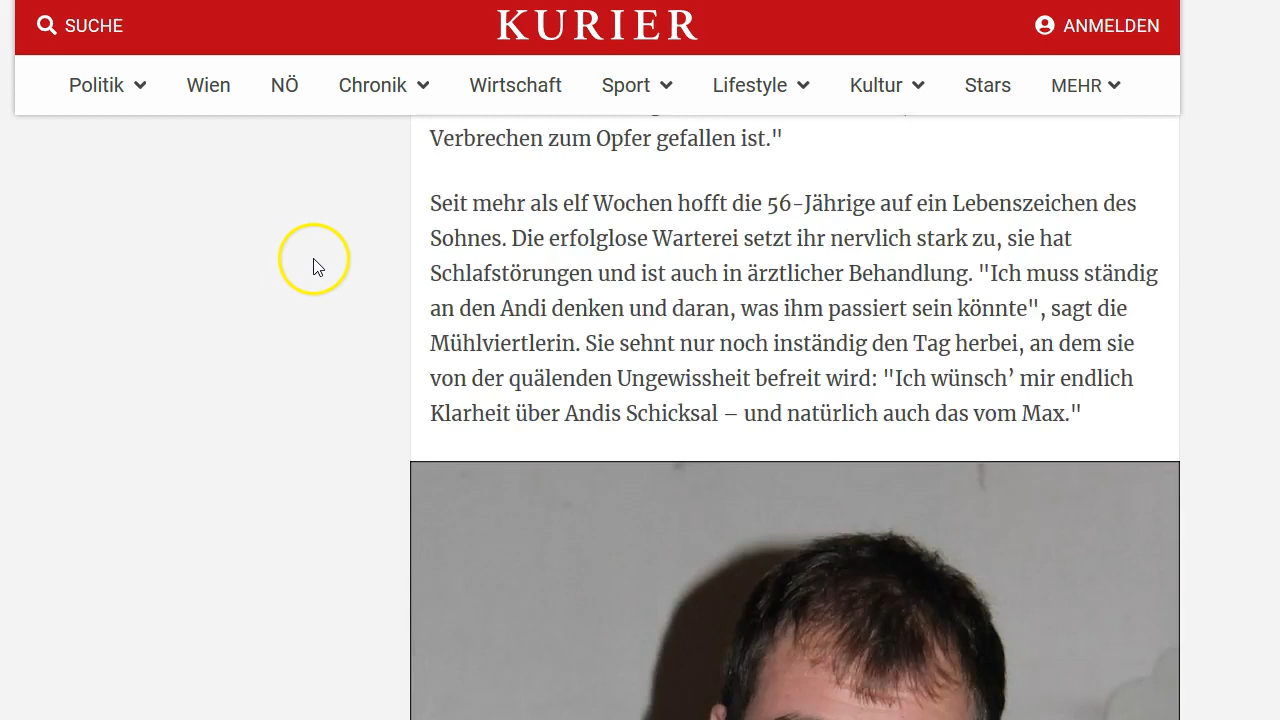 SUCHE
KURIER
ANMELDEN
Politik
Wien
NÖ
Chronik
Wirtschaft
Sport
Lifestyle
Kultur
Stars
MEHR
Verbrechen zum Opfer gefallen ist."
Seit mehr als elf Wochen hofft die 56-Jährige auf ein Lebenszeichen des
Sohnes. Die erfolglose Warterei setzt ihr nervlich stark zu, sie hat
Schlafstörungen und ist auch in ärztlicher Behandlung. "Ich muss ständig
an den Andi denken und daran, was ihm passiert sein könnte", sagt die
Mühlviertlerin. Sie sehnt nur noch inständig den Tag herbei, an dem sie
von der quälenden Ungewissheit befreit wird: "Ich wünsch’ mir endlich
Klarheit über Andis Schicksal – und natürlich auch das vom Max."